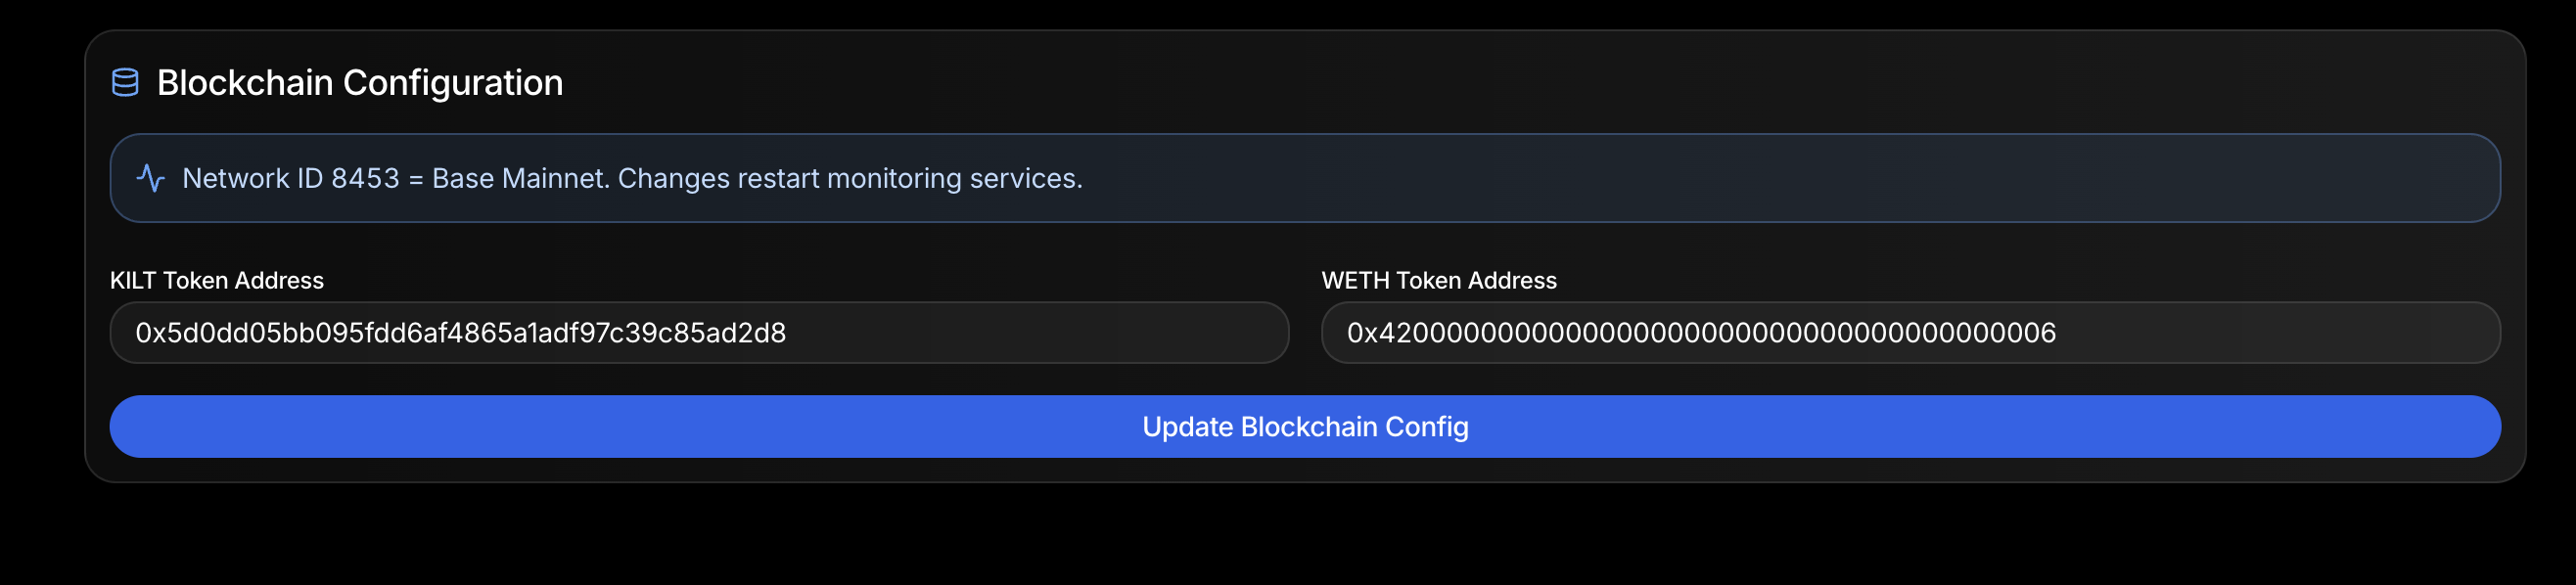 Blockchain Configuration
Network ID 8453 = Base Mainnet. Changes restart monitoring services.
KILT Token Address
WETH Token Address
0x5d0dd05bb095fdd6af4865a1adf97c39c85ad2d8
0x4200000000000000000000000000000000000006
Update Blockchain Config